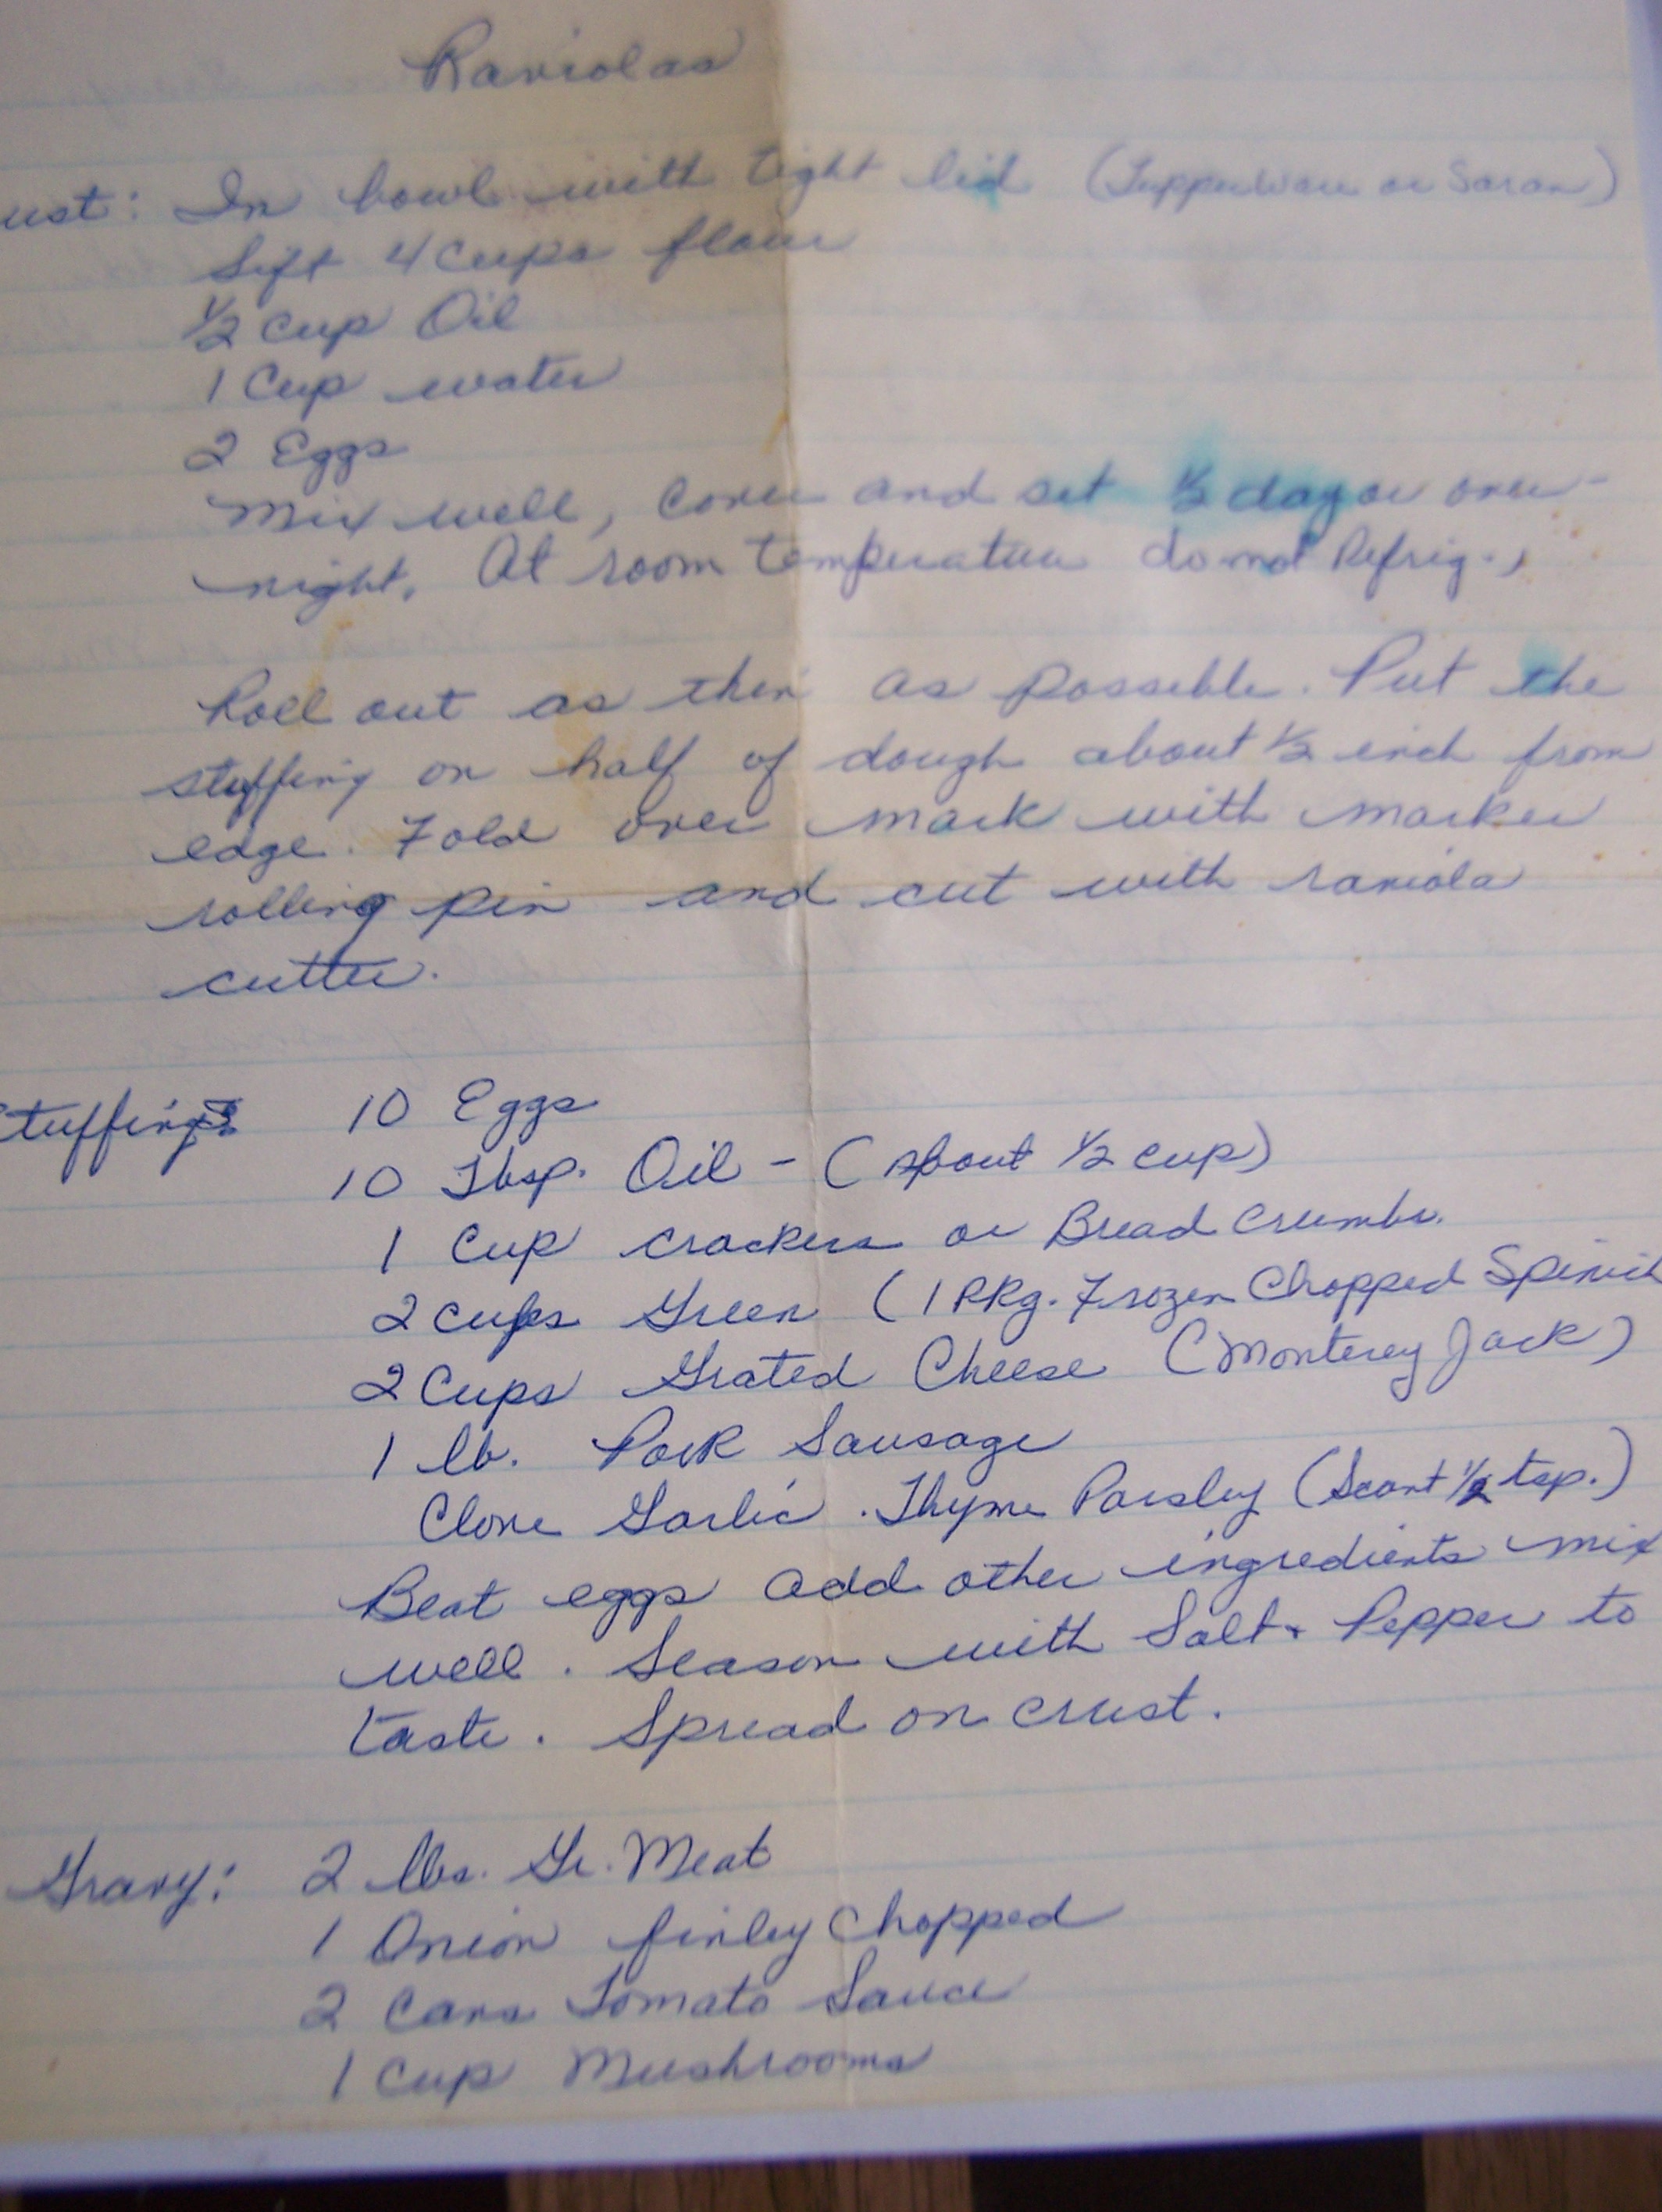 Raviolas
ust: In bowl with tight lid (Tupperware or Saran)
Sift 4 Cups flour
1/2 Cup Oil
1 Cup water
2 Eggs
Mix well, Cover and set 1/2 day or over-
night. At room temperature do not Refrig.,
Roll out as thin as possible. Put the
stuffing on half of dough about 1/2 inch from
edge. Fold over mark with marker
rolling pin and cut with raviola
cutter.
Stuffing: 10 Eggs
10 Tbsp. Oil - (About 1/2 cup)
1 Cup crackers or Bread Crumbs.
2 cups Green (1 PKg. Frozen Chopped Spinich
2 Cups Grated Cheese (Monterey Jack)
1 lb. Pork Sausage
Clove Garlic. Thyme Parsley (Scant 1/2 tsp.)
Beat eggs add other ingredients mix
well. Season with Salt + Pepper to
taste. Spread on crust.
Gravy: 2 lbs. Gr. Meat
1 Onion finley Chopped
2 Cans Tomato Sauce
1 Cup Mushrooms